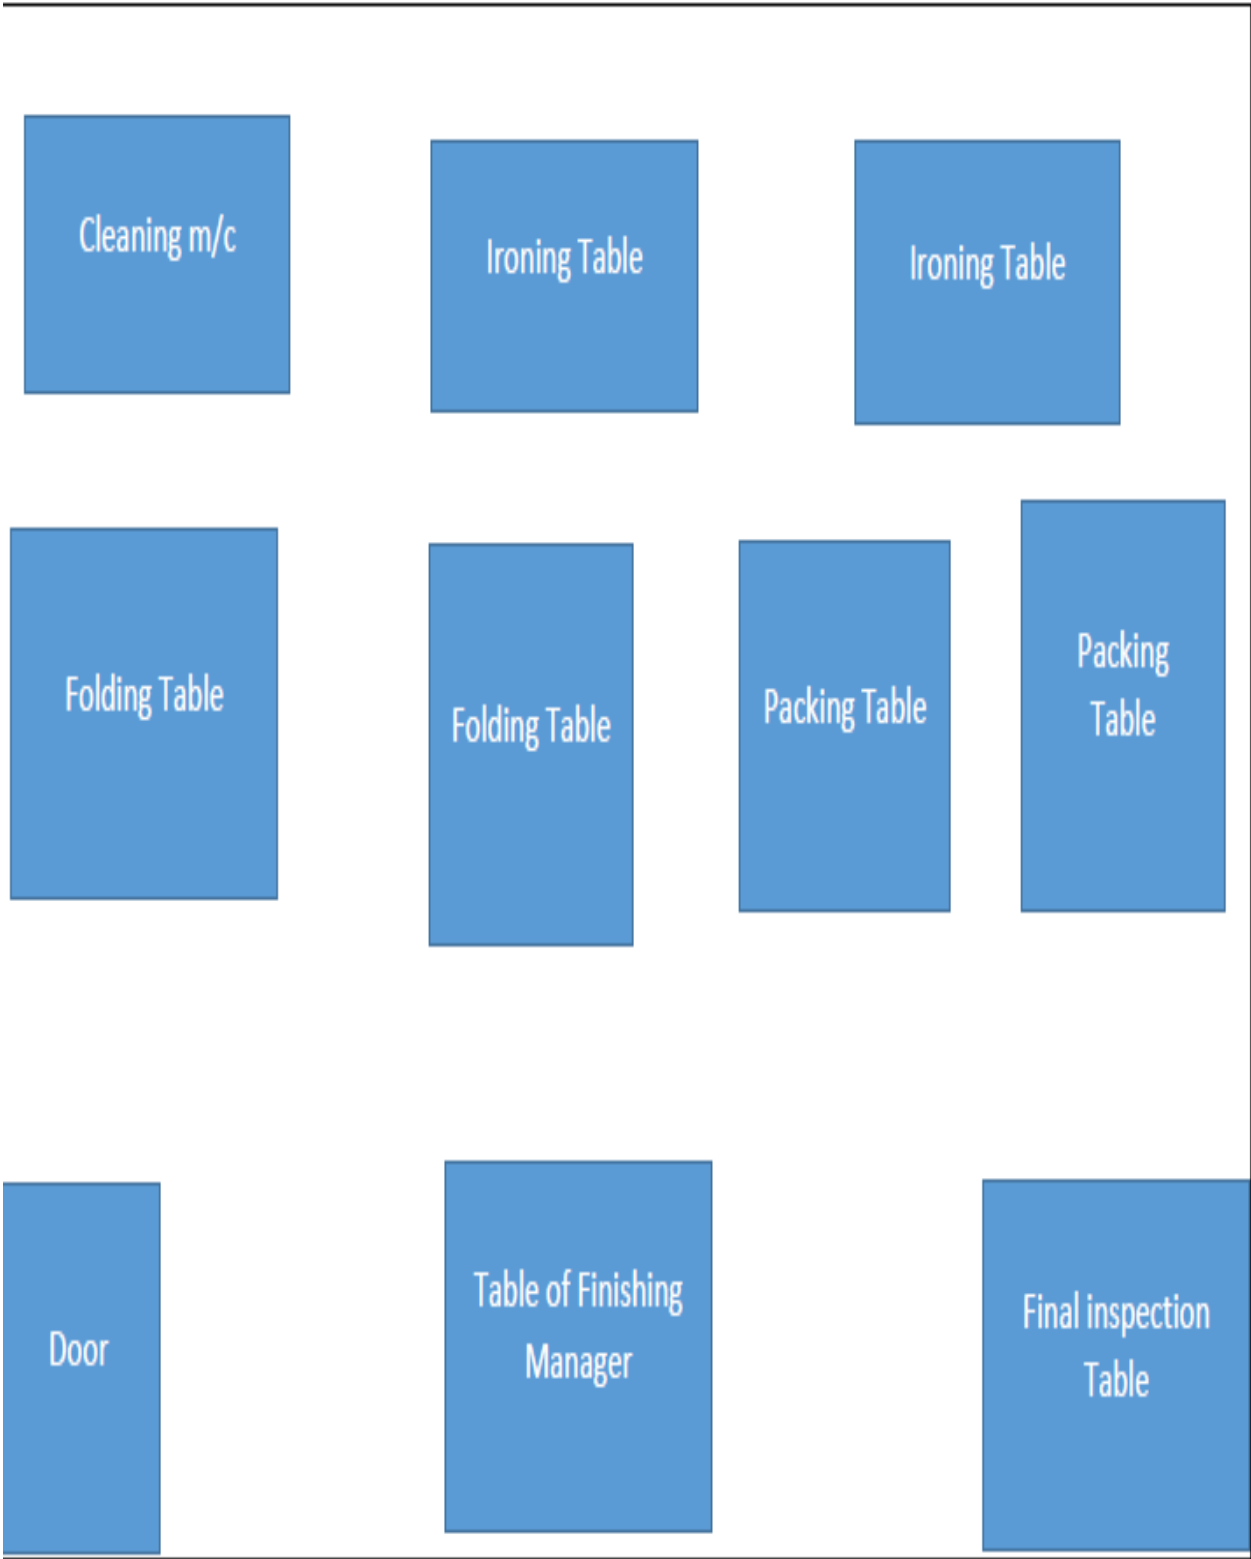 Cleaning m/c
Ironing Table
Ironing Table
Folding Table
Folding Table
Packing Table
Packing
Table
Door
Table of Finishing
Manager
Final inspection
Table